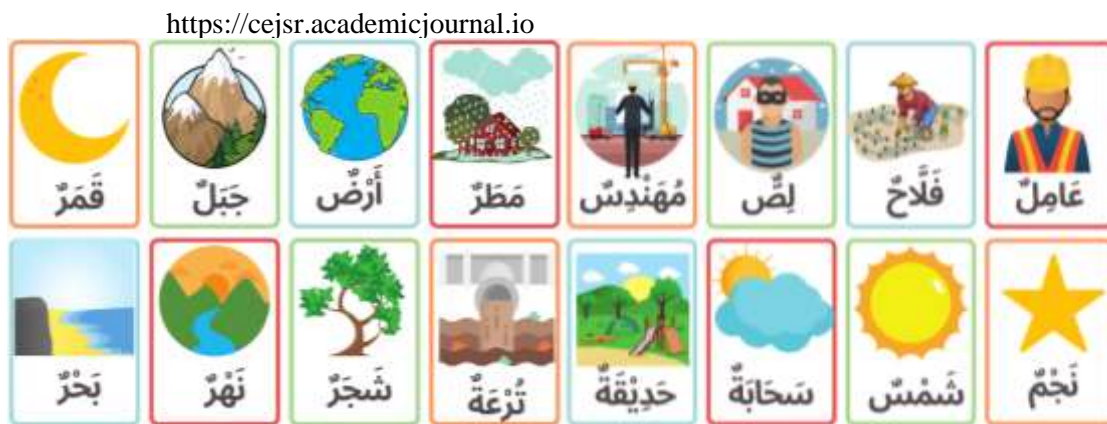 https://cejsr.academicjournal.io
عَامِلٌ فَلَّاحٌ لِصٌّ مُهَنْدِسٌ مَطَرٌ أَرْضٌ جَبَلٌ قَمَرٌ
نَجْمٌ شَمْسٌ سَحَابَةٌ حَدِيْقَةٌ تُرْعَةٌ شَجَرٌ نَهْرٌ بَحْرٌ